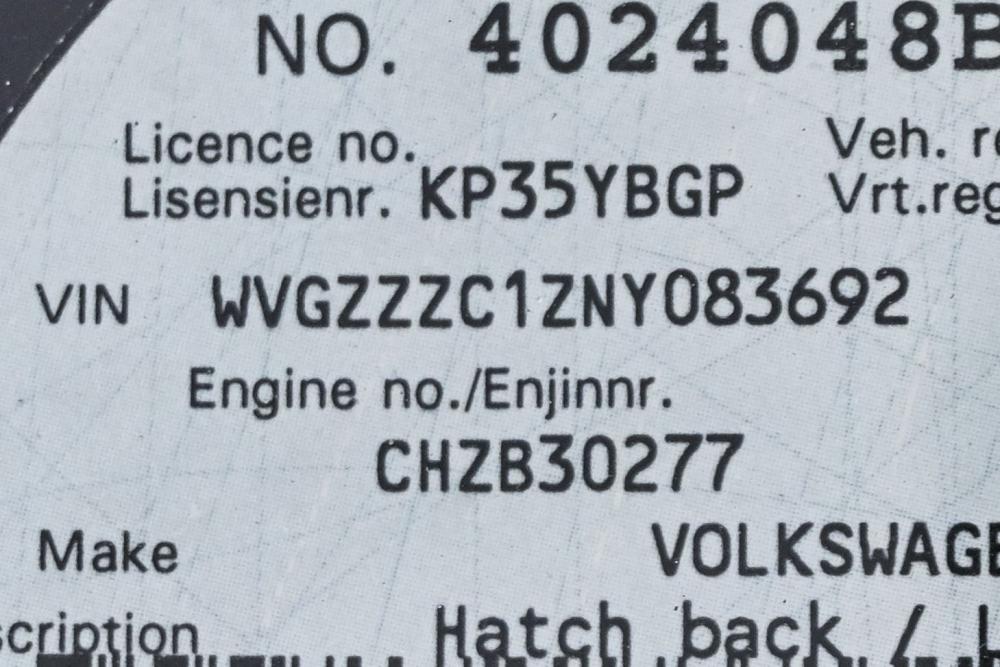 NO. 4024048B
Licence no.
Lisensienr. KP35YBGP
Veh. r
Vrt.reg
VIN WVGZZZC1ZNY083692
Engine no./Enjinnr.
CHZB30277
Make VOLKSWAGE
scription Hatch back /